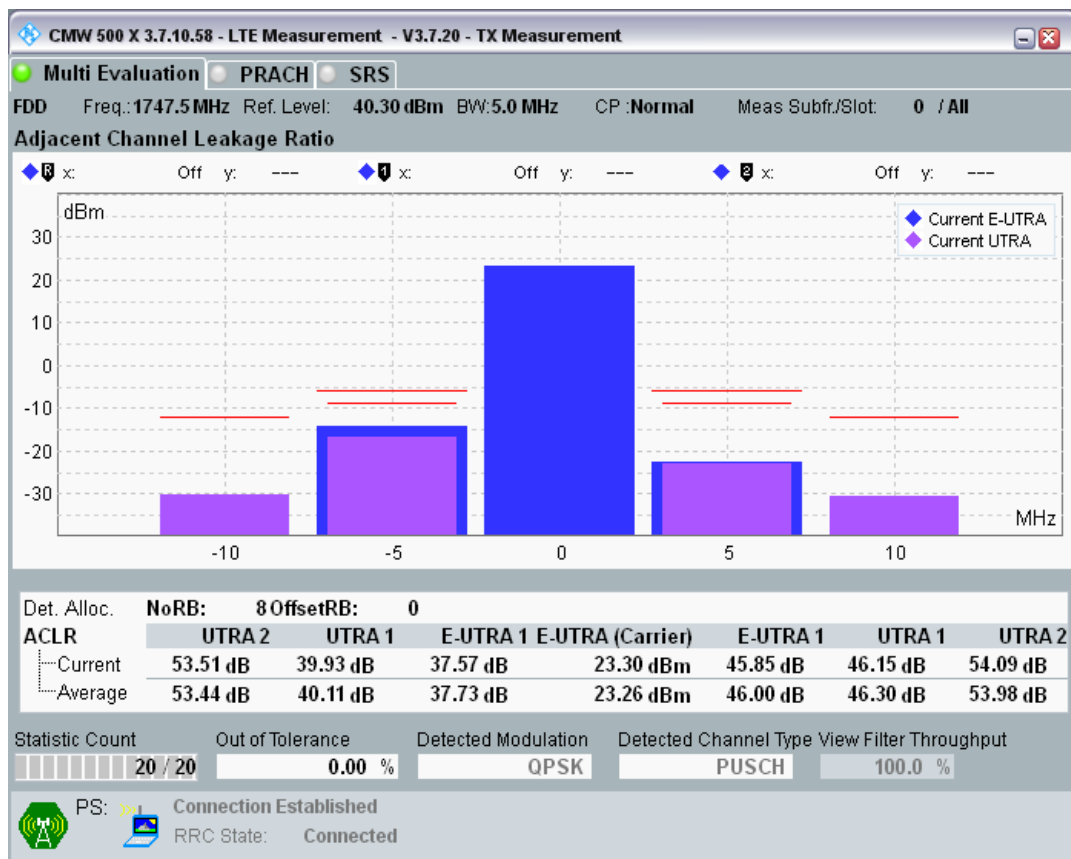 CMW 500 X 3.7.10.58 - LTE Measurement - V3.7.20 - TX Measurement
Multi Evaluation PRACH SRS
FDD Freq.:1747.5 MHz Ref. Level: 40.30 dBm BW:5.0 MHz CP :Normal Meas Subfr./Slot: 0 / All
Adjacent Channel Leakage Ratio
R x: Off y: --- 1 x: Off y: --- 2 x: Off y: ---
dBm
Current E-UTRA
Current UTRA
30
20
10
0
-10
-20
-30
MHz
-10 -5 0 5 10
Det. Alloc. NoRB: 8 OffsetRB: 0
ACLR UTRA 2 UTRA 1 E-UTRA 1 E-UTRA (Carrier) E-UTRA 1 UTRA 1 UTRA 2
Current 53.51 dB 39.93 dB 37.57 dB 23.30 dBm 45.85 dB 46.15 dB 54.09 dB
Average 53.44 dB 40.11 dB 37.73 dB 23.26 dBm 46.00 dB 46.30 dB 53.98 dB
Statistic Count Out of Tolerance Detected Modulation Detected Channel Type View Filter Throughput
20 / 20 0.00 % QPSK PUSCH 100.0 %
PS: Connection Established
RRC State: Connected